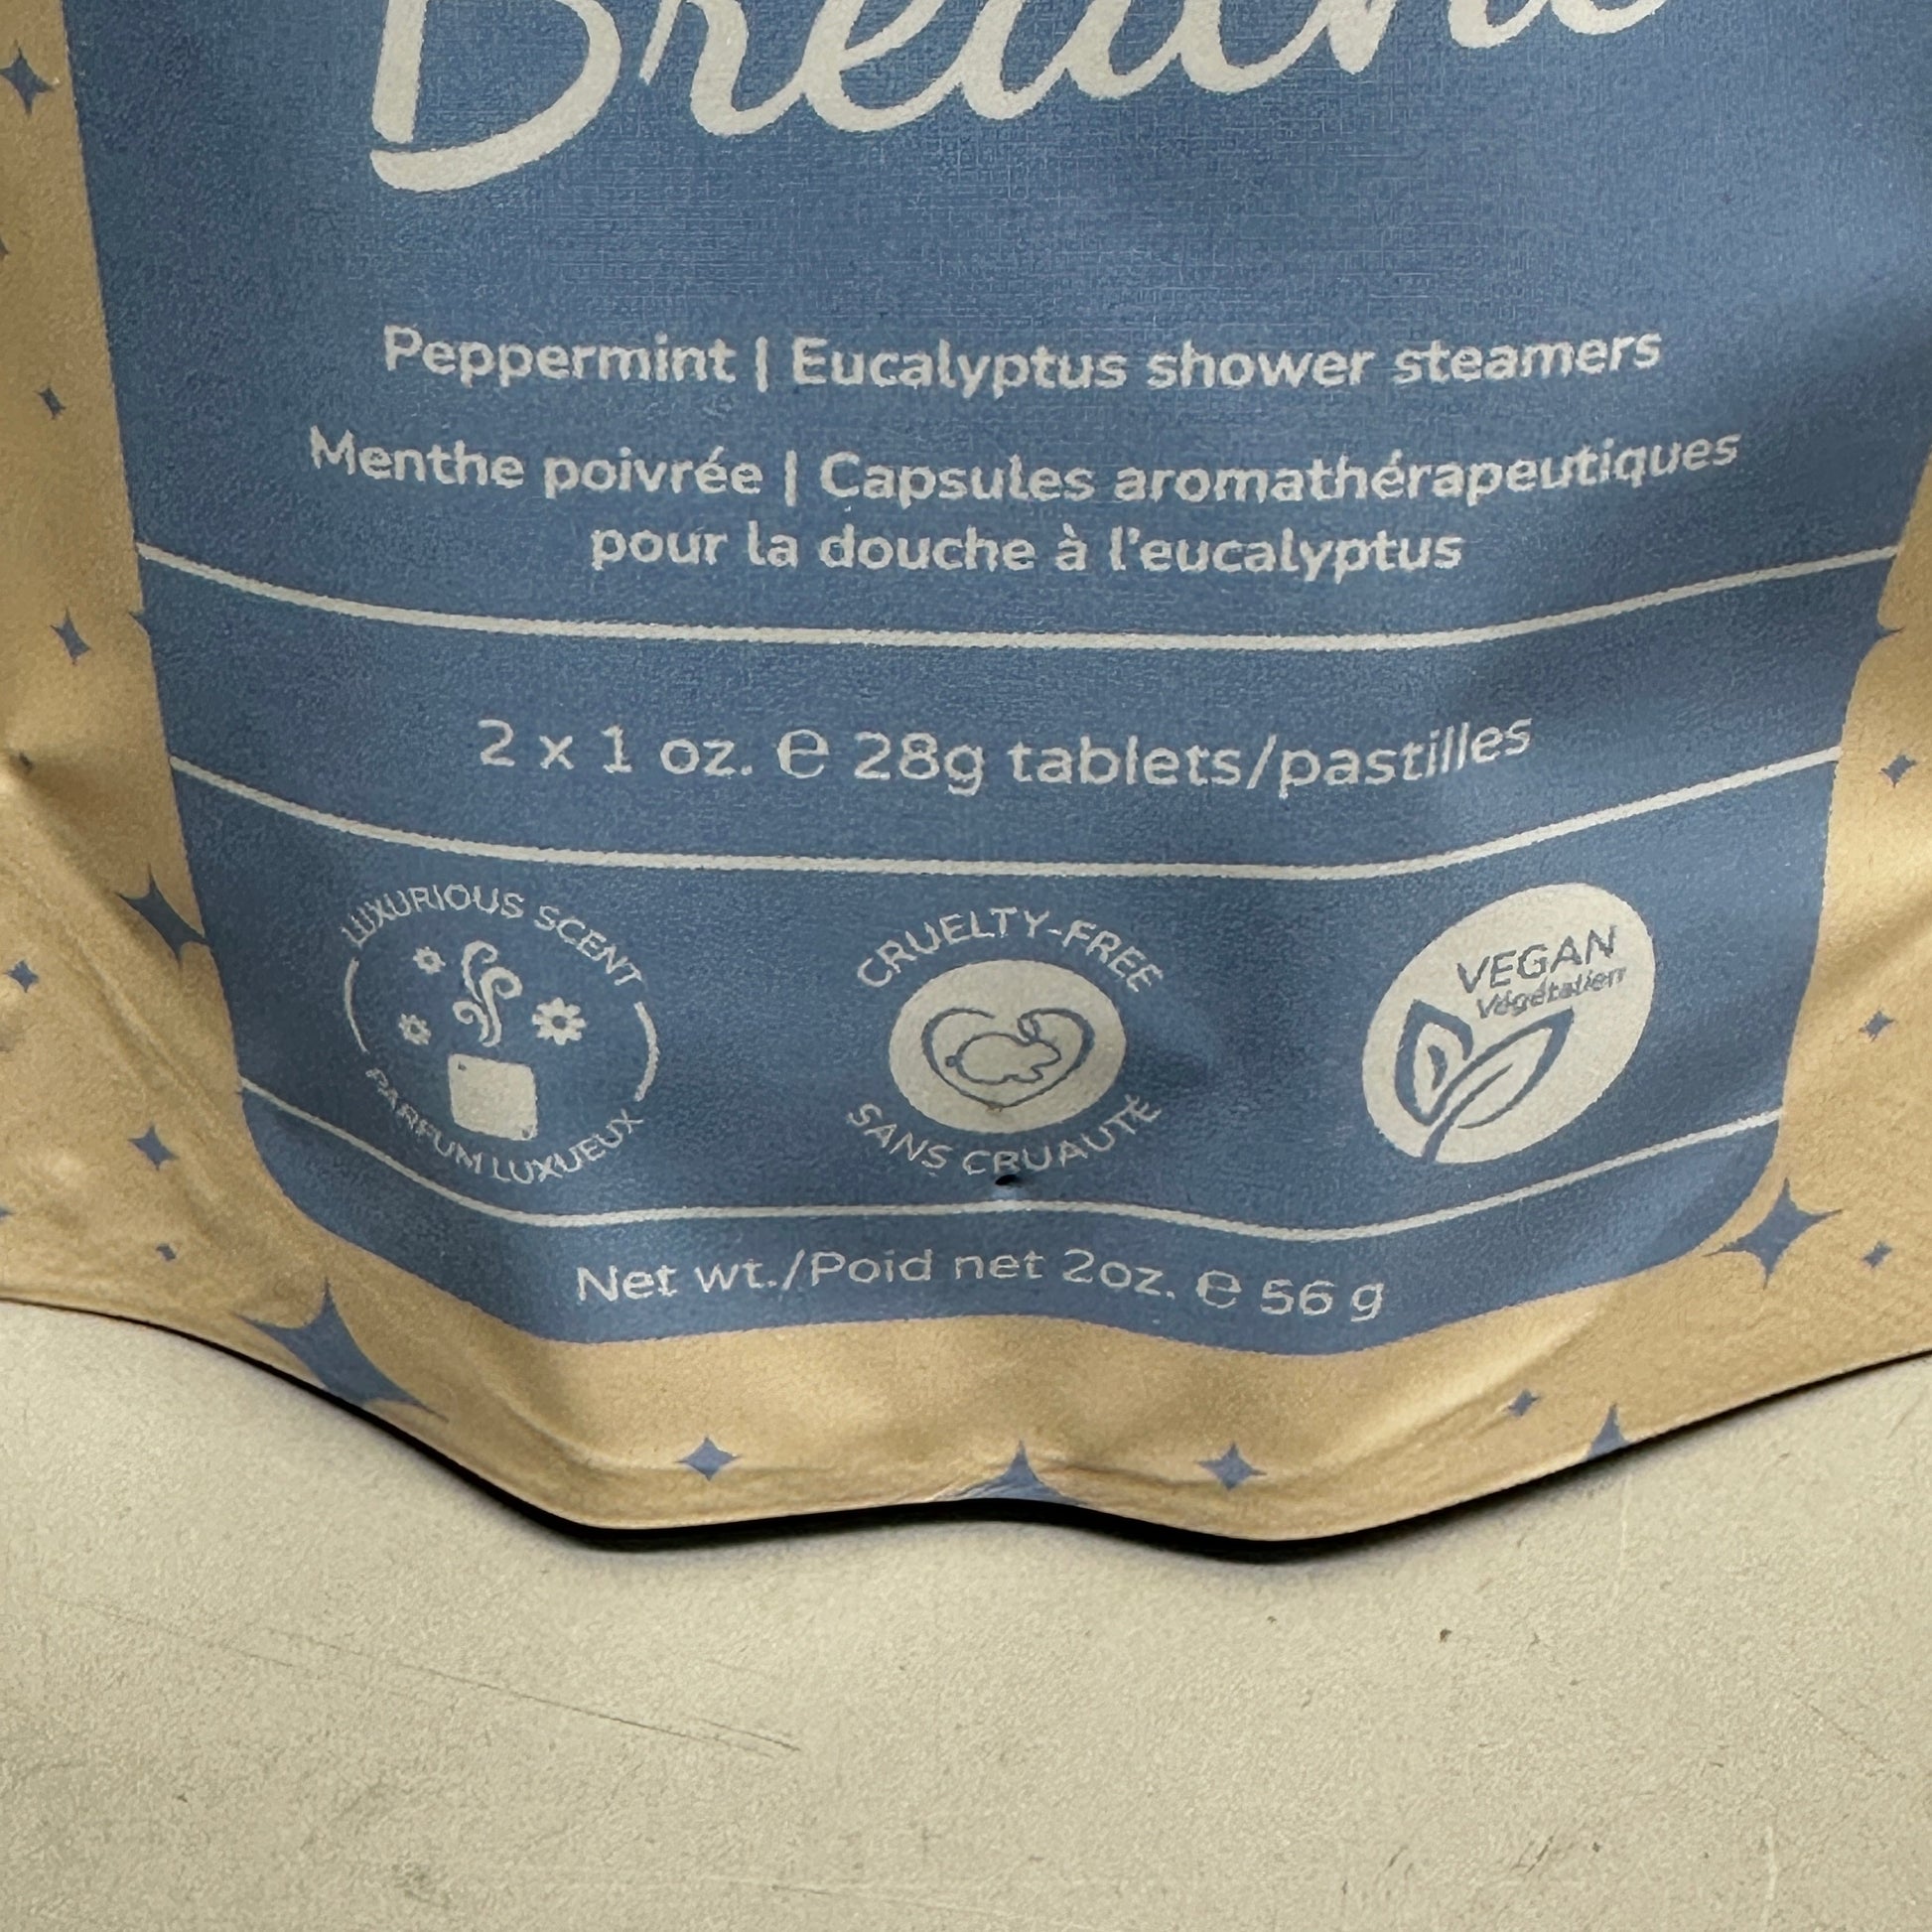 Breathe
Peppermint | Eucalyptus shower steamers
Menthe poivrée | Capsules aromathérapeutiques
pour la douche à l'eucalyptus
2 x 1 oz. ℮ 28g tablets/pastilles
LUXURIOUS SCENT
PARFUM LUXUEUX
CRUELTY-FREE
SANS CRUAUTÉ
VEGAN
Végétalien
Net wt./Poid net 2oz. ℮ 56 g